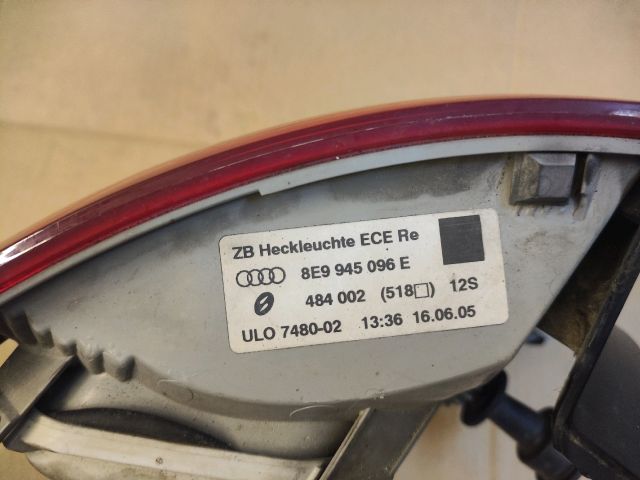 ZB Heckleuchte ECE Re
8E9 945 096 E
484 002 (518□) 12S
ULO 7480-02 13:36 16.06.05